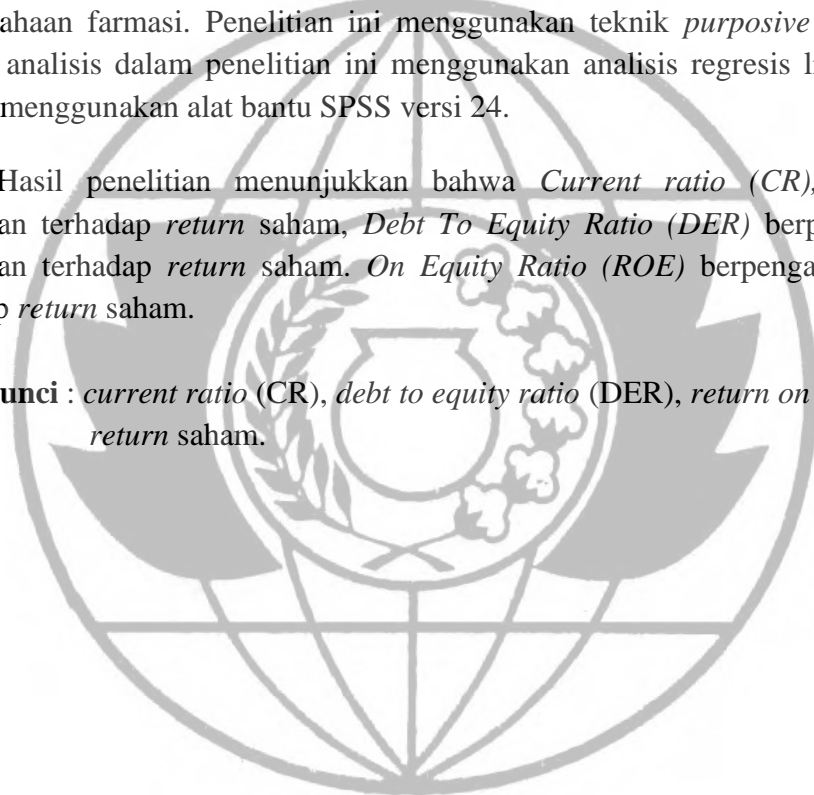 ahaan farmasi. Penelitian ini menggunakan teknik purposive
analisis dalam penelitian ini menggunakan analisis regresis li
menggunakan alat bantu SPSS versi 24.
Hasil penelitian menunjukkan bahwa Current ratio (CR),
an terhadap return saham, Debt To Equity Ratio (DER) berp
an terhadap return saham. On Equity Ratio (ROE) berpenga
p return saham.
unci : current ratio (CR), debt to equity ratio (DER), return on
return saham.